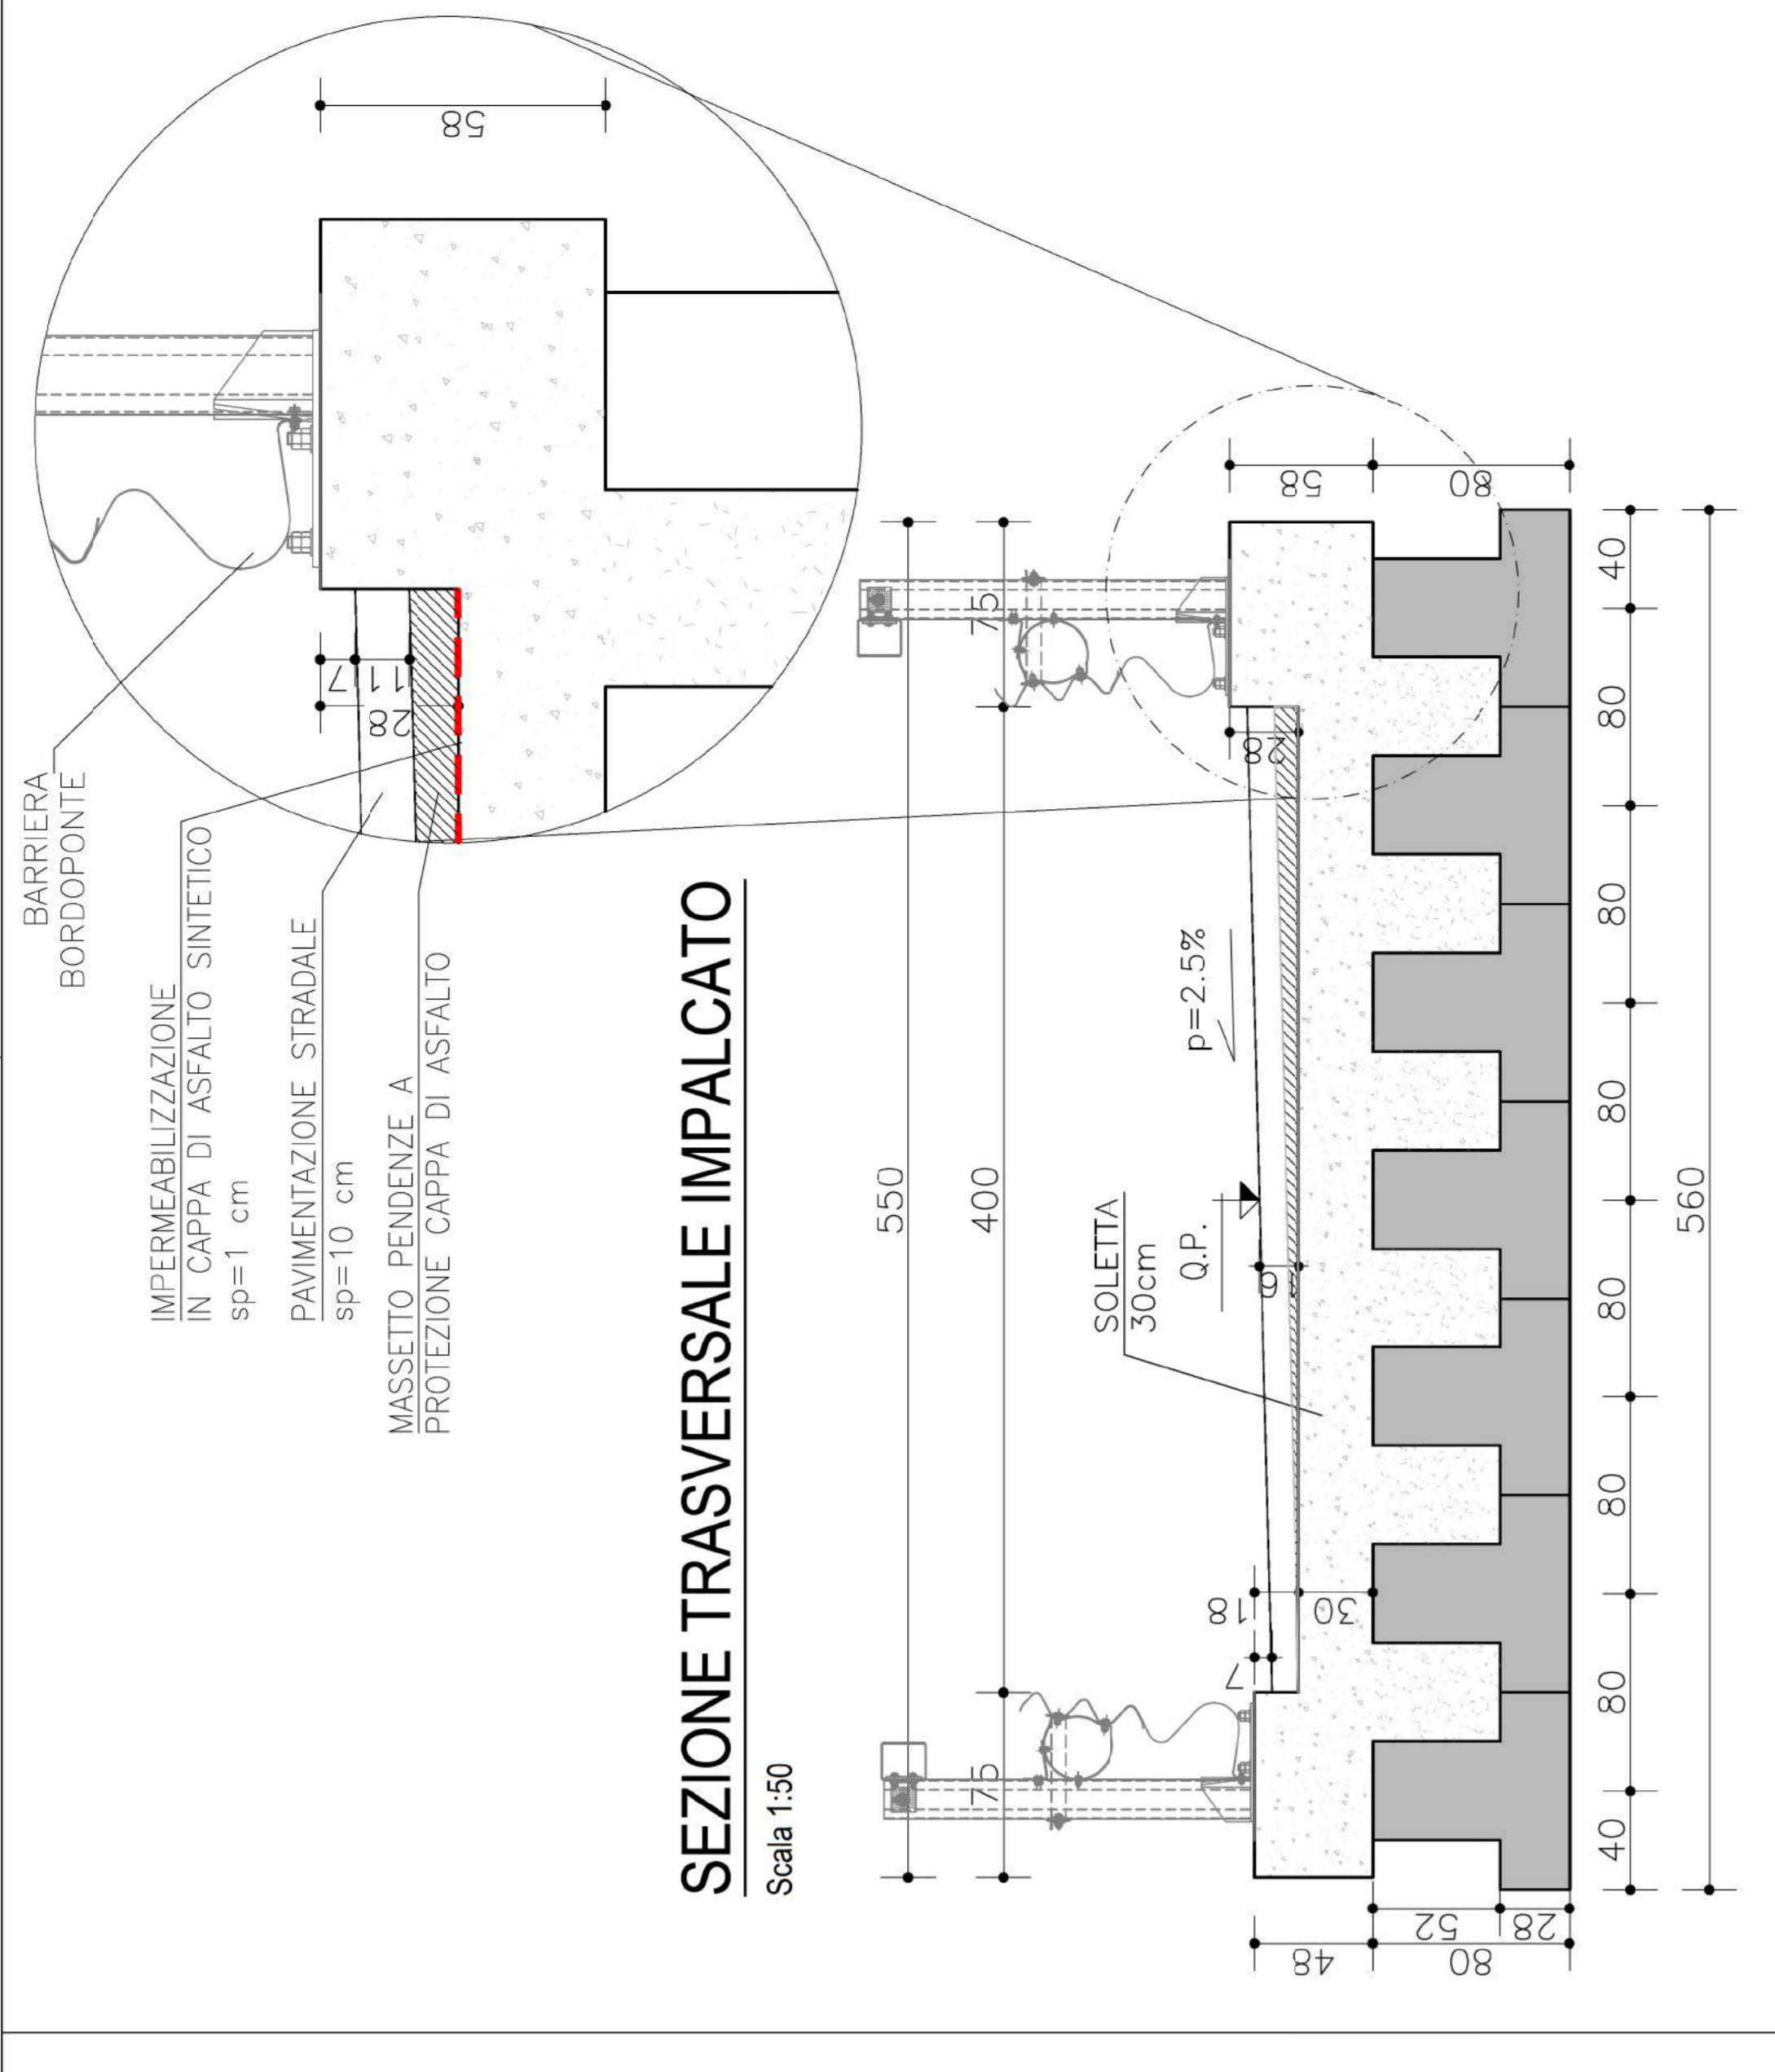 BARRIERA
BORDOPONTE
IMPERMEABILIZZAZIONE
IN CAPPA DI ASFALTO SINTETICO
sp=1 cm
PAVIMENTAZIONE STRADALE
sp=10 cm
MASSETTO PENDENZE A
PROTEZIONE CAPPA DI ASFALTO
58
7
11
28
SEZIONE TRASVERSALE IMPALCATO
Scala 1:50
550
75
400
75
p=2.5%
SOLETTA
30cm
Q.P.
16
7
18
30
28
58
80
48
80
52
28
40
80
80
80
80
80
80
40
560